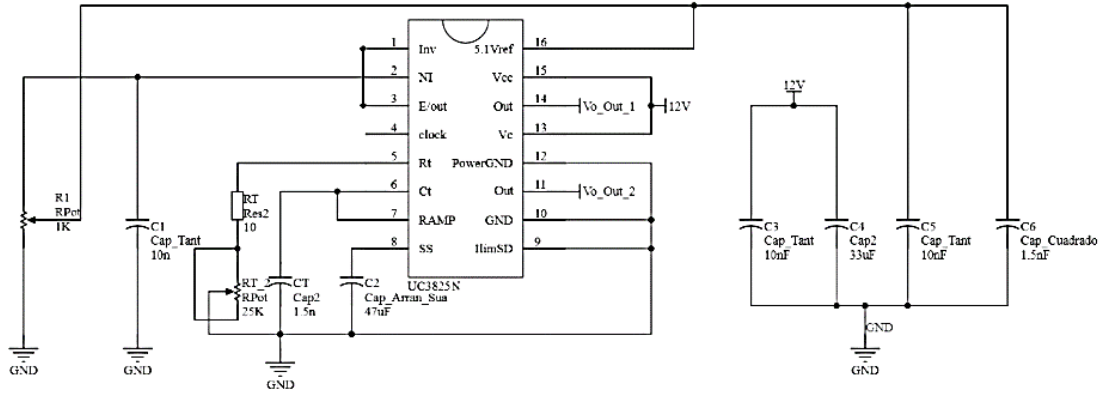 1 Inv 5.1Vref 16
2 NI Vcc 15
3 E/out Out 14 Vo_Out_1 12V
4 clock Vc 13
5 Rt PowerGND 12
6 Ct Out 11 Vo_Out_2
7 RAMP GND 10
8 SS IlimSD 9
UC3825N
R1
RPot
1K
C1
Cap_Tant
10n
RT
Res2
10
RT_2
RPot
25K
CT
Cap2
1.5n
C2
Cap_Arran_Sua
47uF
GND
GND
GND
12V
C3
Cap_Tant
10nF
C4
Cap2
33uF
C5
Cap_Tant
10nF
C6
Cap_Cuadrado
1.5nF
GND
GND